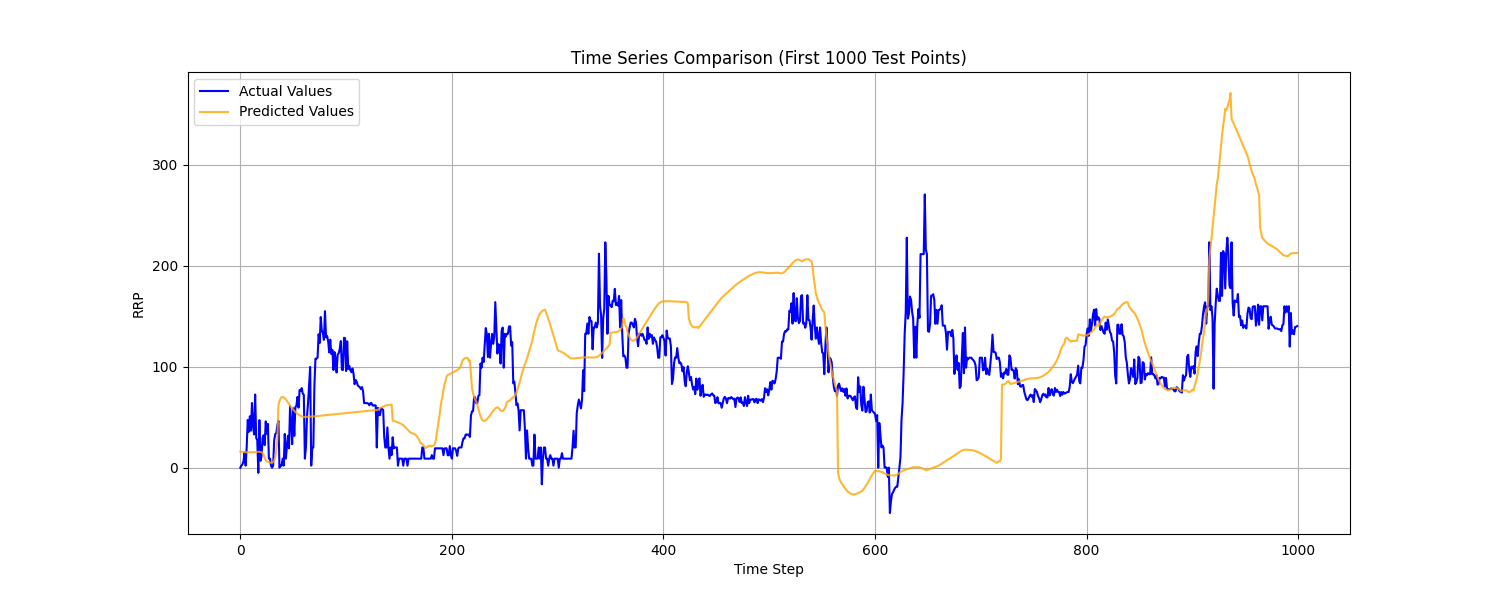 Time Series Comparison (First 1000 Test Points)
Actual Values
Predicted Values
300
200
100
0
RRP
0 200 400 600 800 1000
Time Step